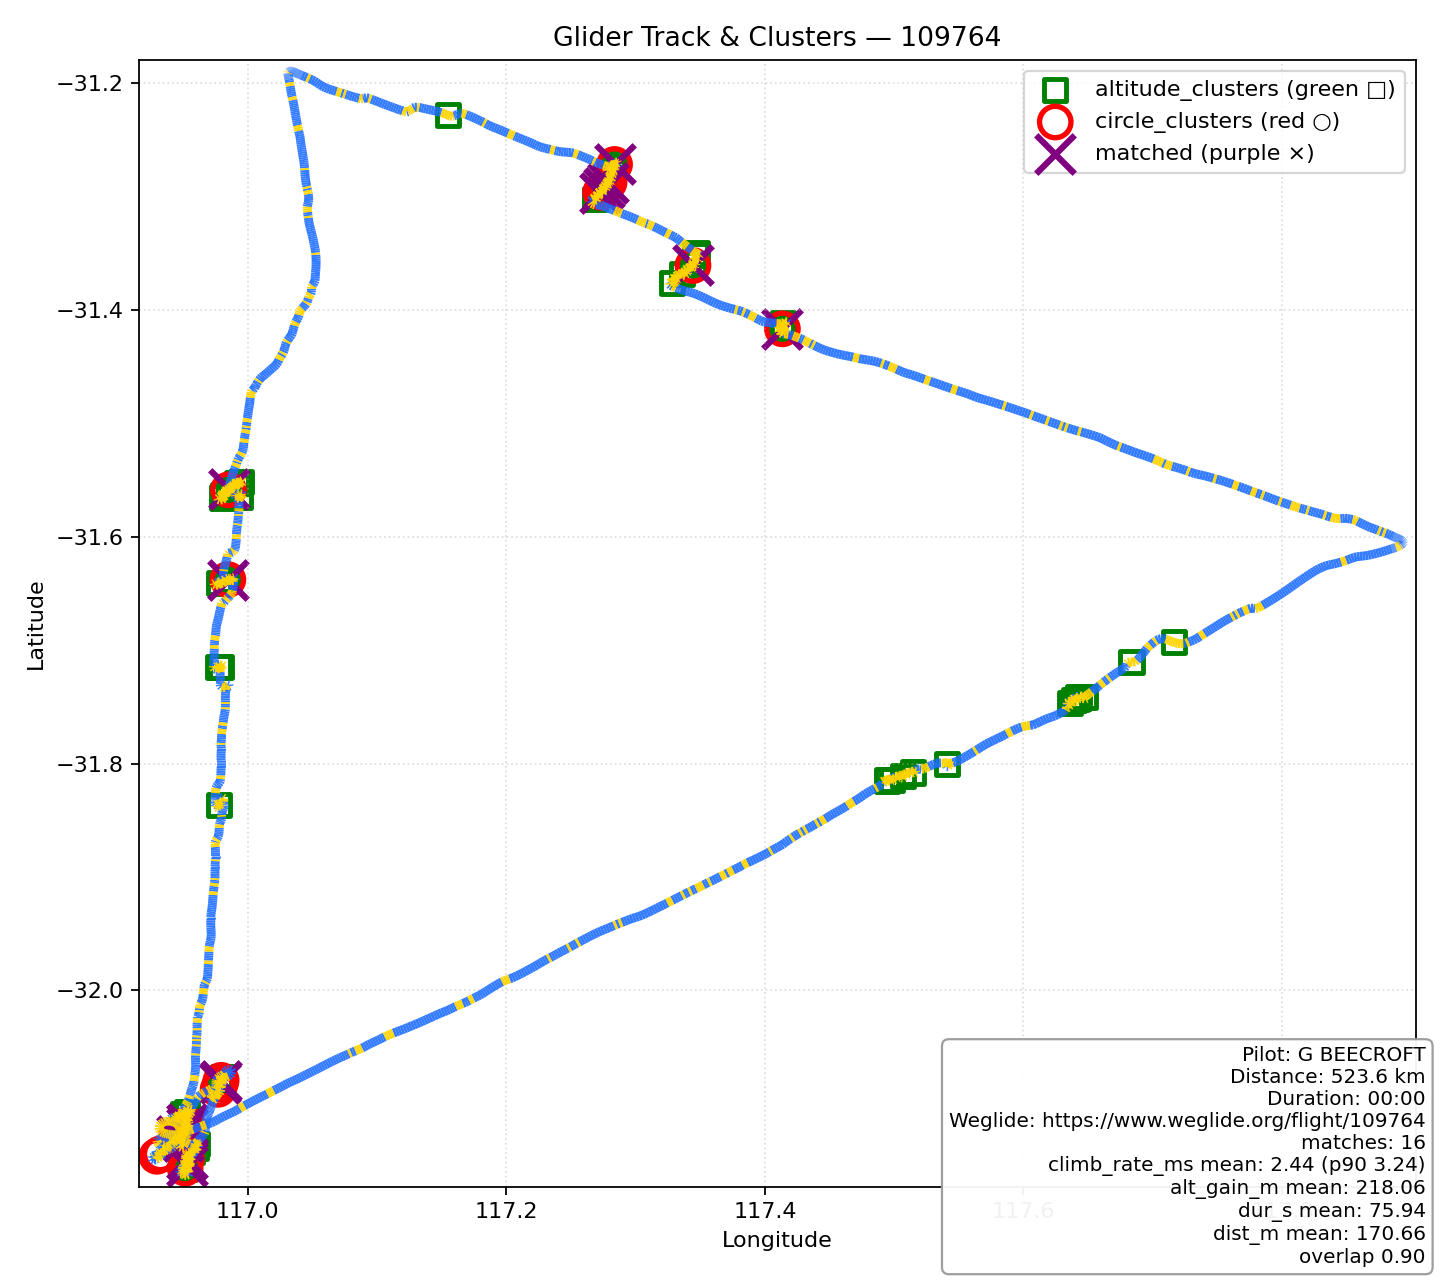 Glider Track & Clusters — 109764
altitude_clusters (green □)
circle_clusters (red ○)
matched (purple ×)
−31.2
−31.4
−31.6
−31.8
−32.0
Latitude
117.0
117.2
117.4
117.6
Longitude
Pilot: G BEECROFT
Distance: 523.6 km
Duration: 00:00
Weglide: https://www.weglide.org/flight/109764
matches: 16
climb_rate_ms mean: 2.44 (p90 3.24)
alt_gain_m mean: 218.06
dur_s mean: 75.94
dist_m mean: 170.66
overlap 0.90